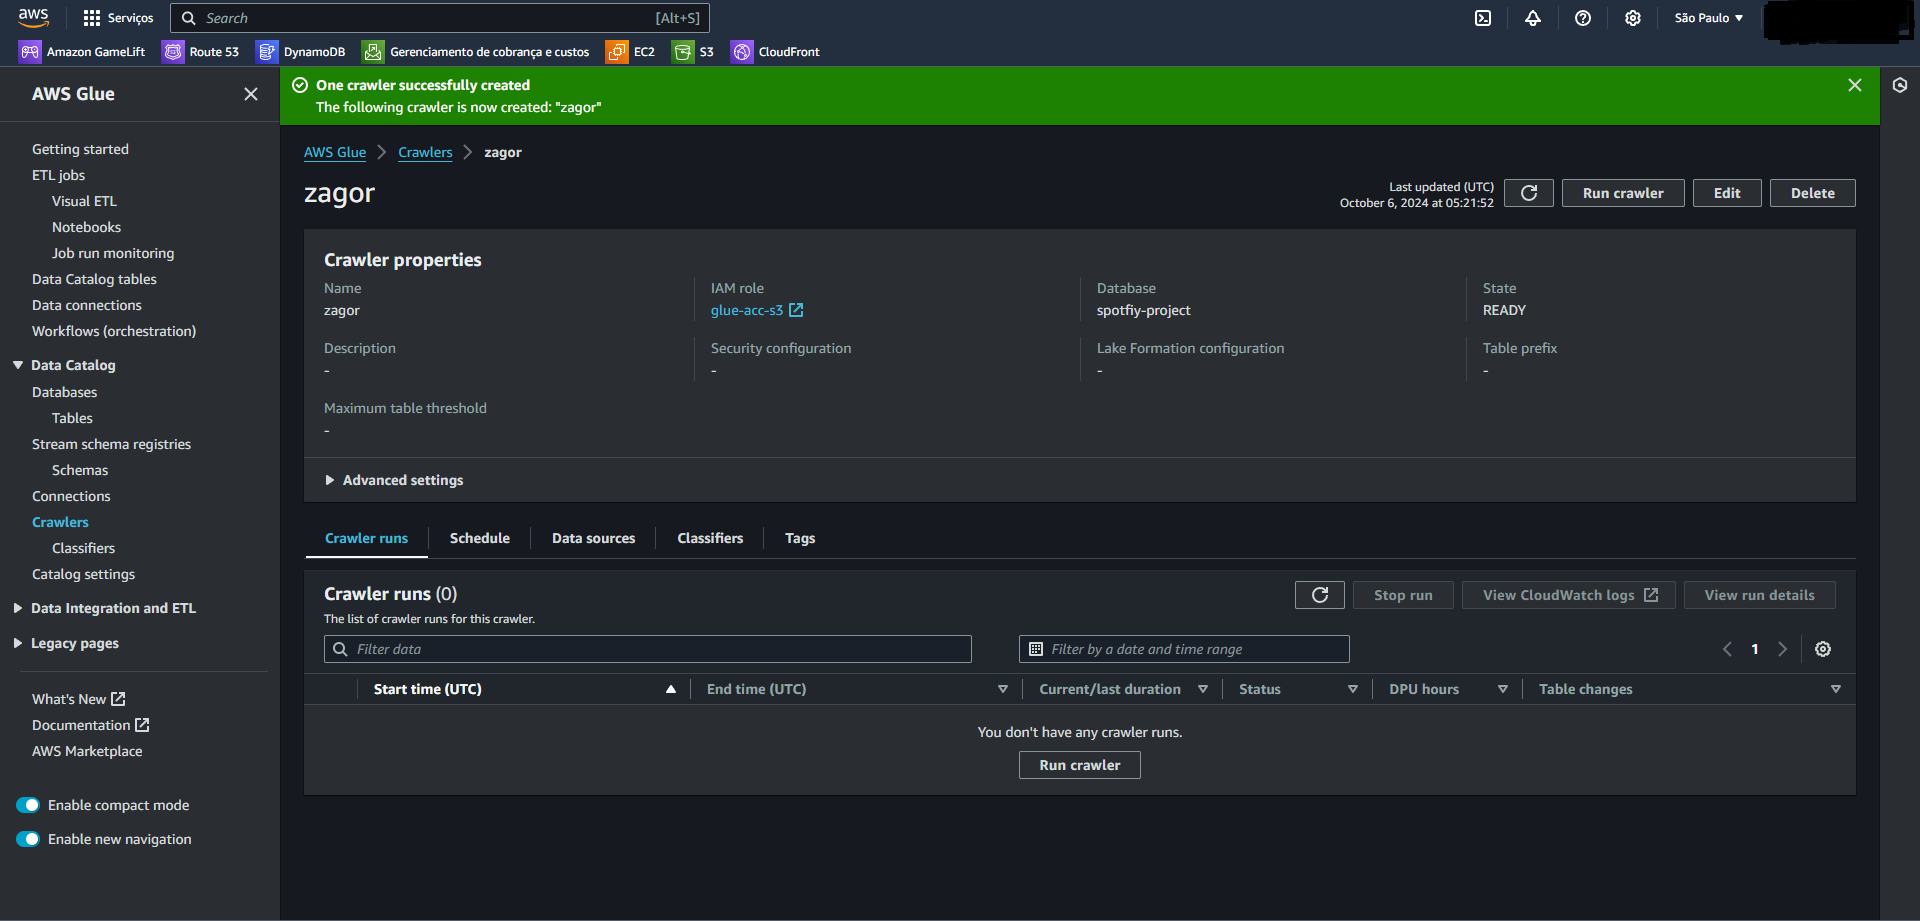 aws
Serviços
Search
[Alt+S]
São Paulo
Amazon GameLift
Route 53
DynamoDB
Gerenciamento de cobrança e custos
EC2
S3
CloudFront
AWS Glue
Getting started
ETL jobs
Visual ETL
Notebooks
Job run monitoring
Data Catalog tables
Data connections
Workflows (orchestration)
Data Catalog
Databases
Tables
Stream schema registries
Schemas
Connections
Crawlers
Classifiers
Catalog settings
Data Integration and ETL
Legacy pages
What's New
Documentation
AWS Marketplace
Enable compact mode
Enable new navigation
One crawler successfully created
The following crawler is now created: "zagor"
AWS Glue
Crawlers
zagor
zagor
Last updated (UTC)
October 6, 2024 at 05:21:52
Run crawler
Edit
Delete
Crawler properties
Name
zagor
IAM role
glue-acc-s3
Database
spotfiy-project
State
READY
Description
-
Security configuration
-
Lake Formation configuration
-
Table prefix
-
Maximum table threshold
-
Advanced settings
Crawler runs
Schedule
Data sources
Classifiers
Tags
Crawler runs (0)
The list of crawler runs for this crawler.
Stop run
View CloudWatch logs
View run details
Filter data
Filter by a date and time range
1
Start time (UTC)
End time (UTC)
Current/last duration
Status
DPU hours
Table changes
You don't have any crawler runs.
Run crawler